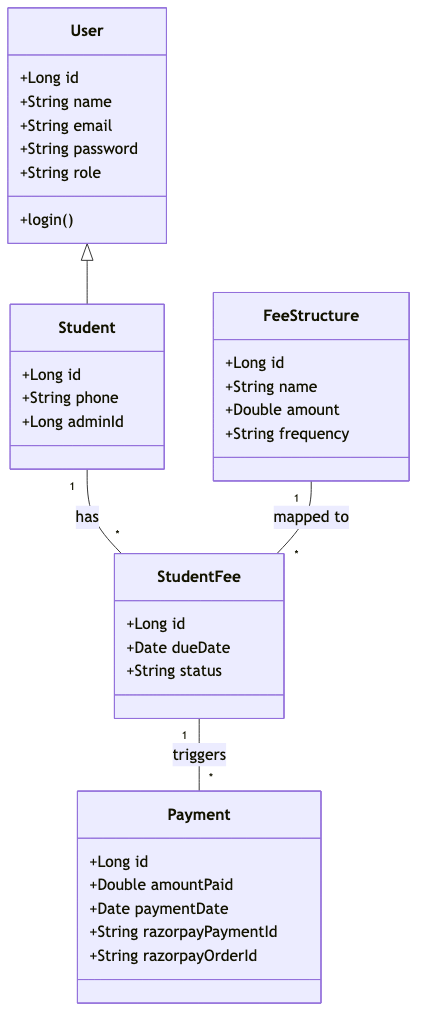 User
+Long id
+String name
+String email
+String password
+String role
+login()
Student
+Long id
+String phone
+Long adminId
FeeStructure
+Long id
+String name
+Double amount
+String frequency
1
has
*
1
mapped to
*
StudentFee
+Long id
+Date dueDate
+String status
1
triggers
*
Payment
+Long id
+Double amountPaid
+Date paymentDate
+String razorpayPaymentId
+String razorpayOrderId